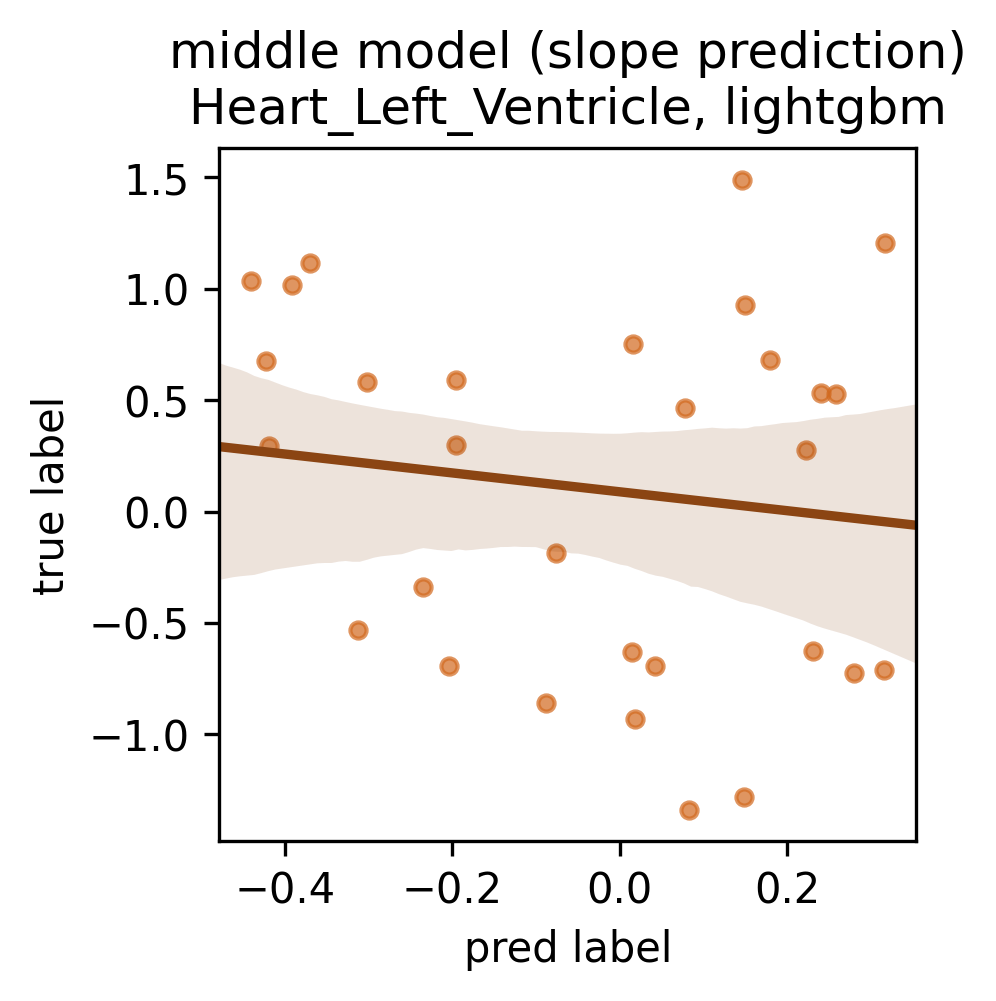 middle model (slope prediction)
Heart_Left_Ventricle, lightgbm
1.5
1.0
0.5
0.0
−0.5
−1.0
true label
−0.4
−0.2
0.0
0.2
pred label